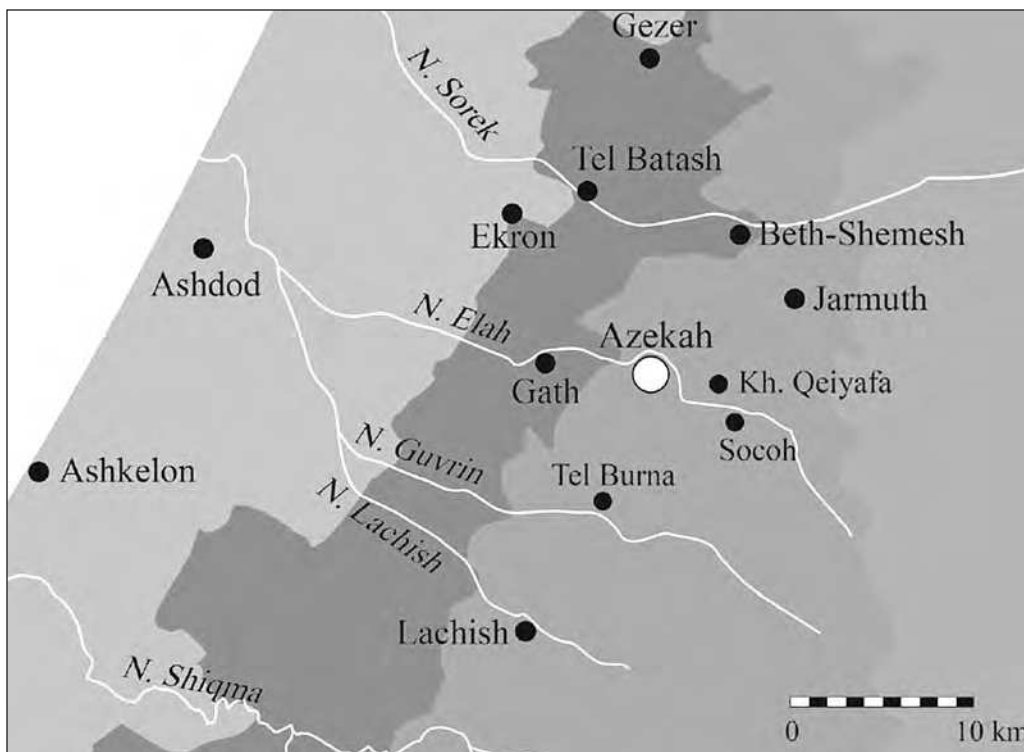 Gezer
N. Sorek
Tel Batash
Ekron
Beth-Shemesh
Ashdod
Jarmuth
N. Elah
Azekah
Gath
Kh. Qeiyafa
Socoh
Ashkelon
N. Guvrin
Tel Burna
N. Lachish
Lachish
N. Shiqma
0 10 km